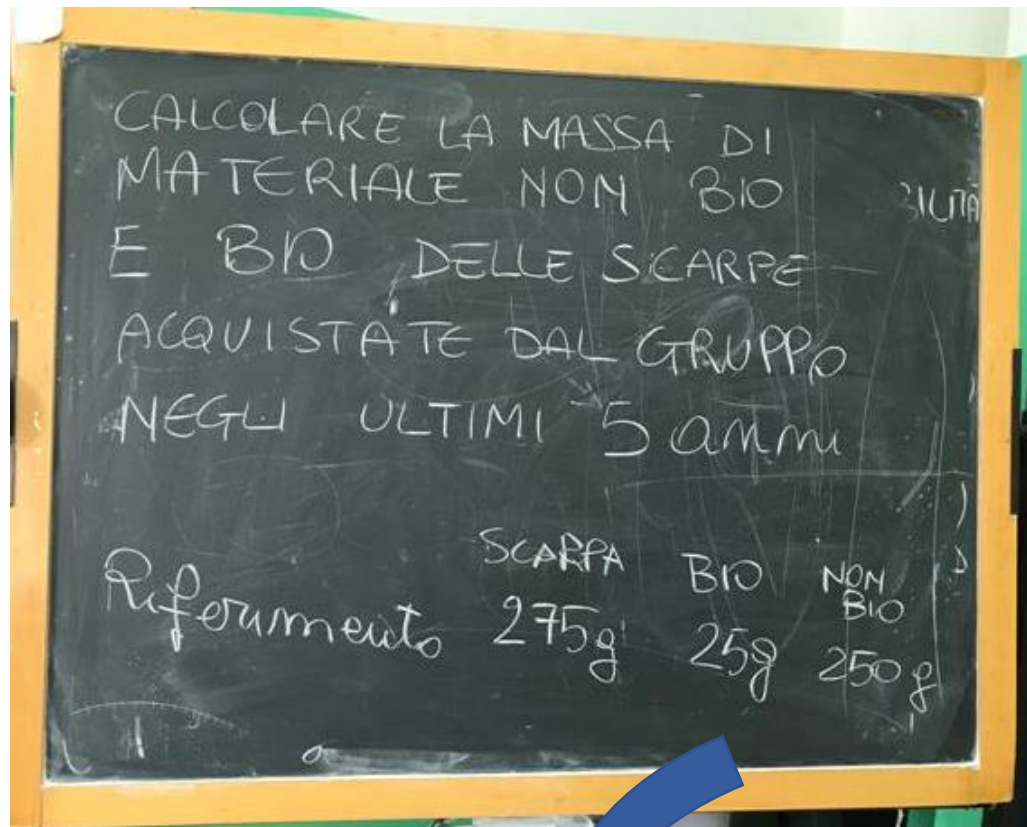 CALCOLARE LA MASSA DI
MATERIALE NON BIO
E BIO DELLE SCARPE
ACQUISTATE DAL GRUPPO
NEGLI ULTIMI 5 anni
SCARPA BIO NON BIO
Riferimento 275g 25g 250g